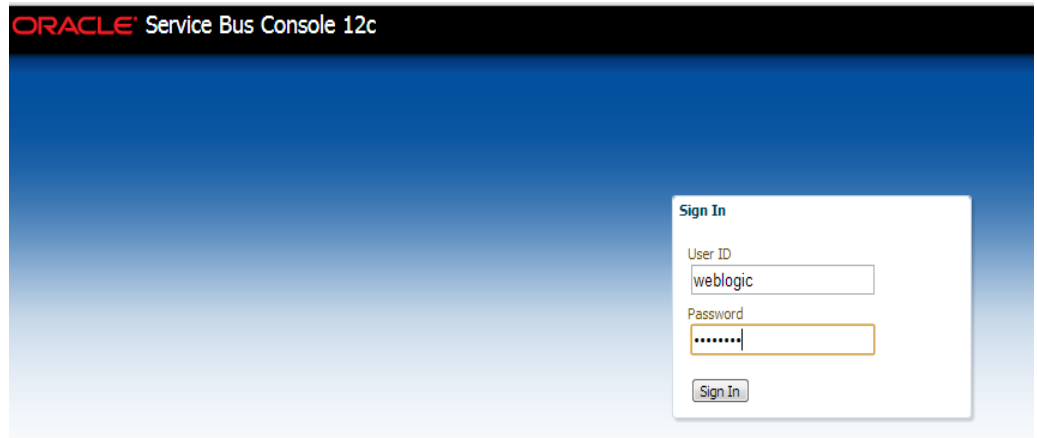 ORACLE Service Bus Console 12c
Sign In
User ID
weblogic
Password
••••••••
Sign In